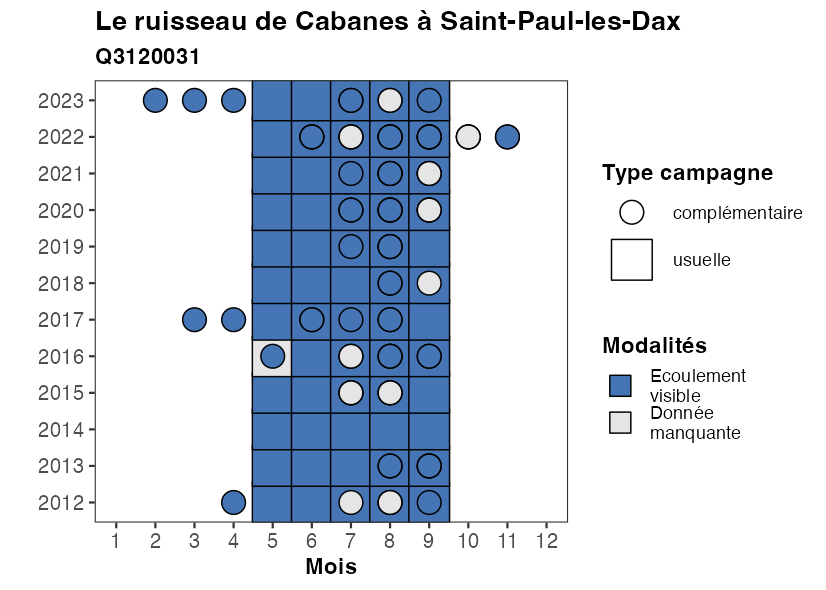 Le ruisseau de Cabanes à Saint-Paul-les-Dax
Q3120031
2023
2022
2021
2020
2019
2018
2017
2016
2015
2014
2013
2012
1 2 3 4 5 6 7 8 9 10 11 12
Mois
Type campagne
complémentaire
usuelle
Modalités
Ecoulement
visible
Donnée
manquante